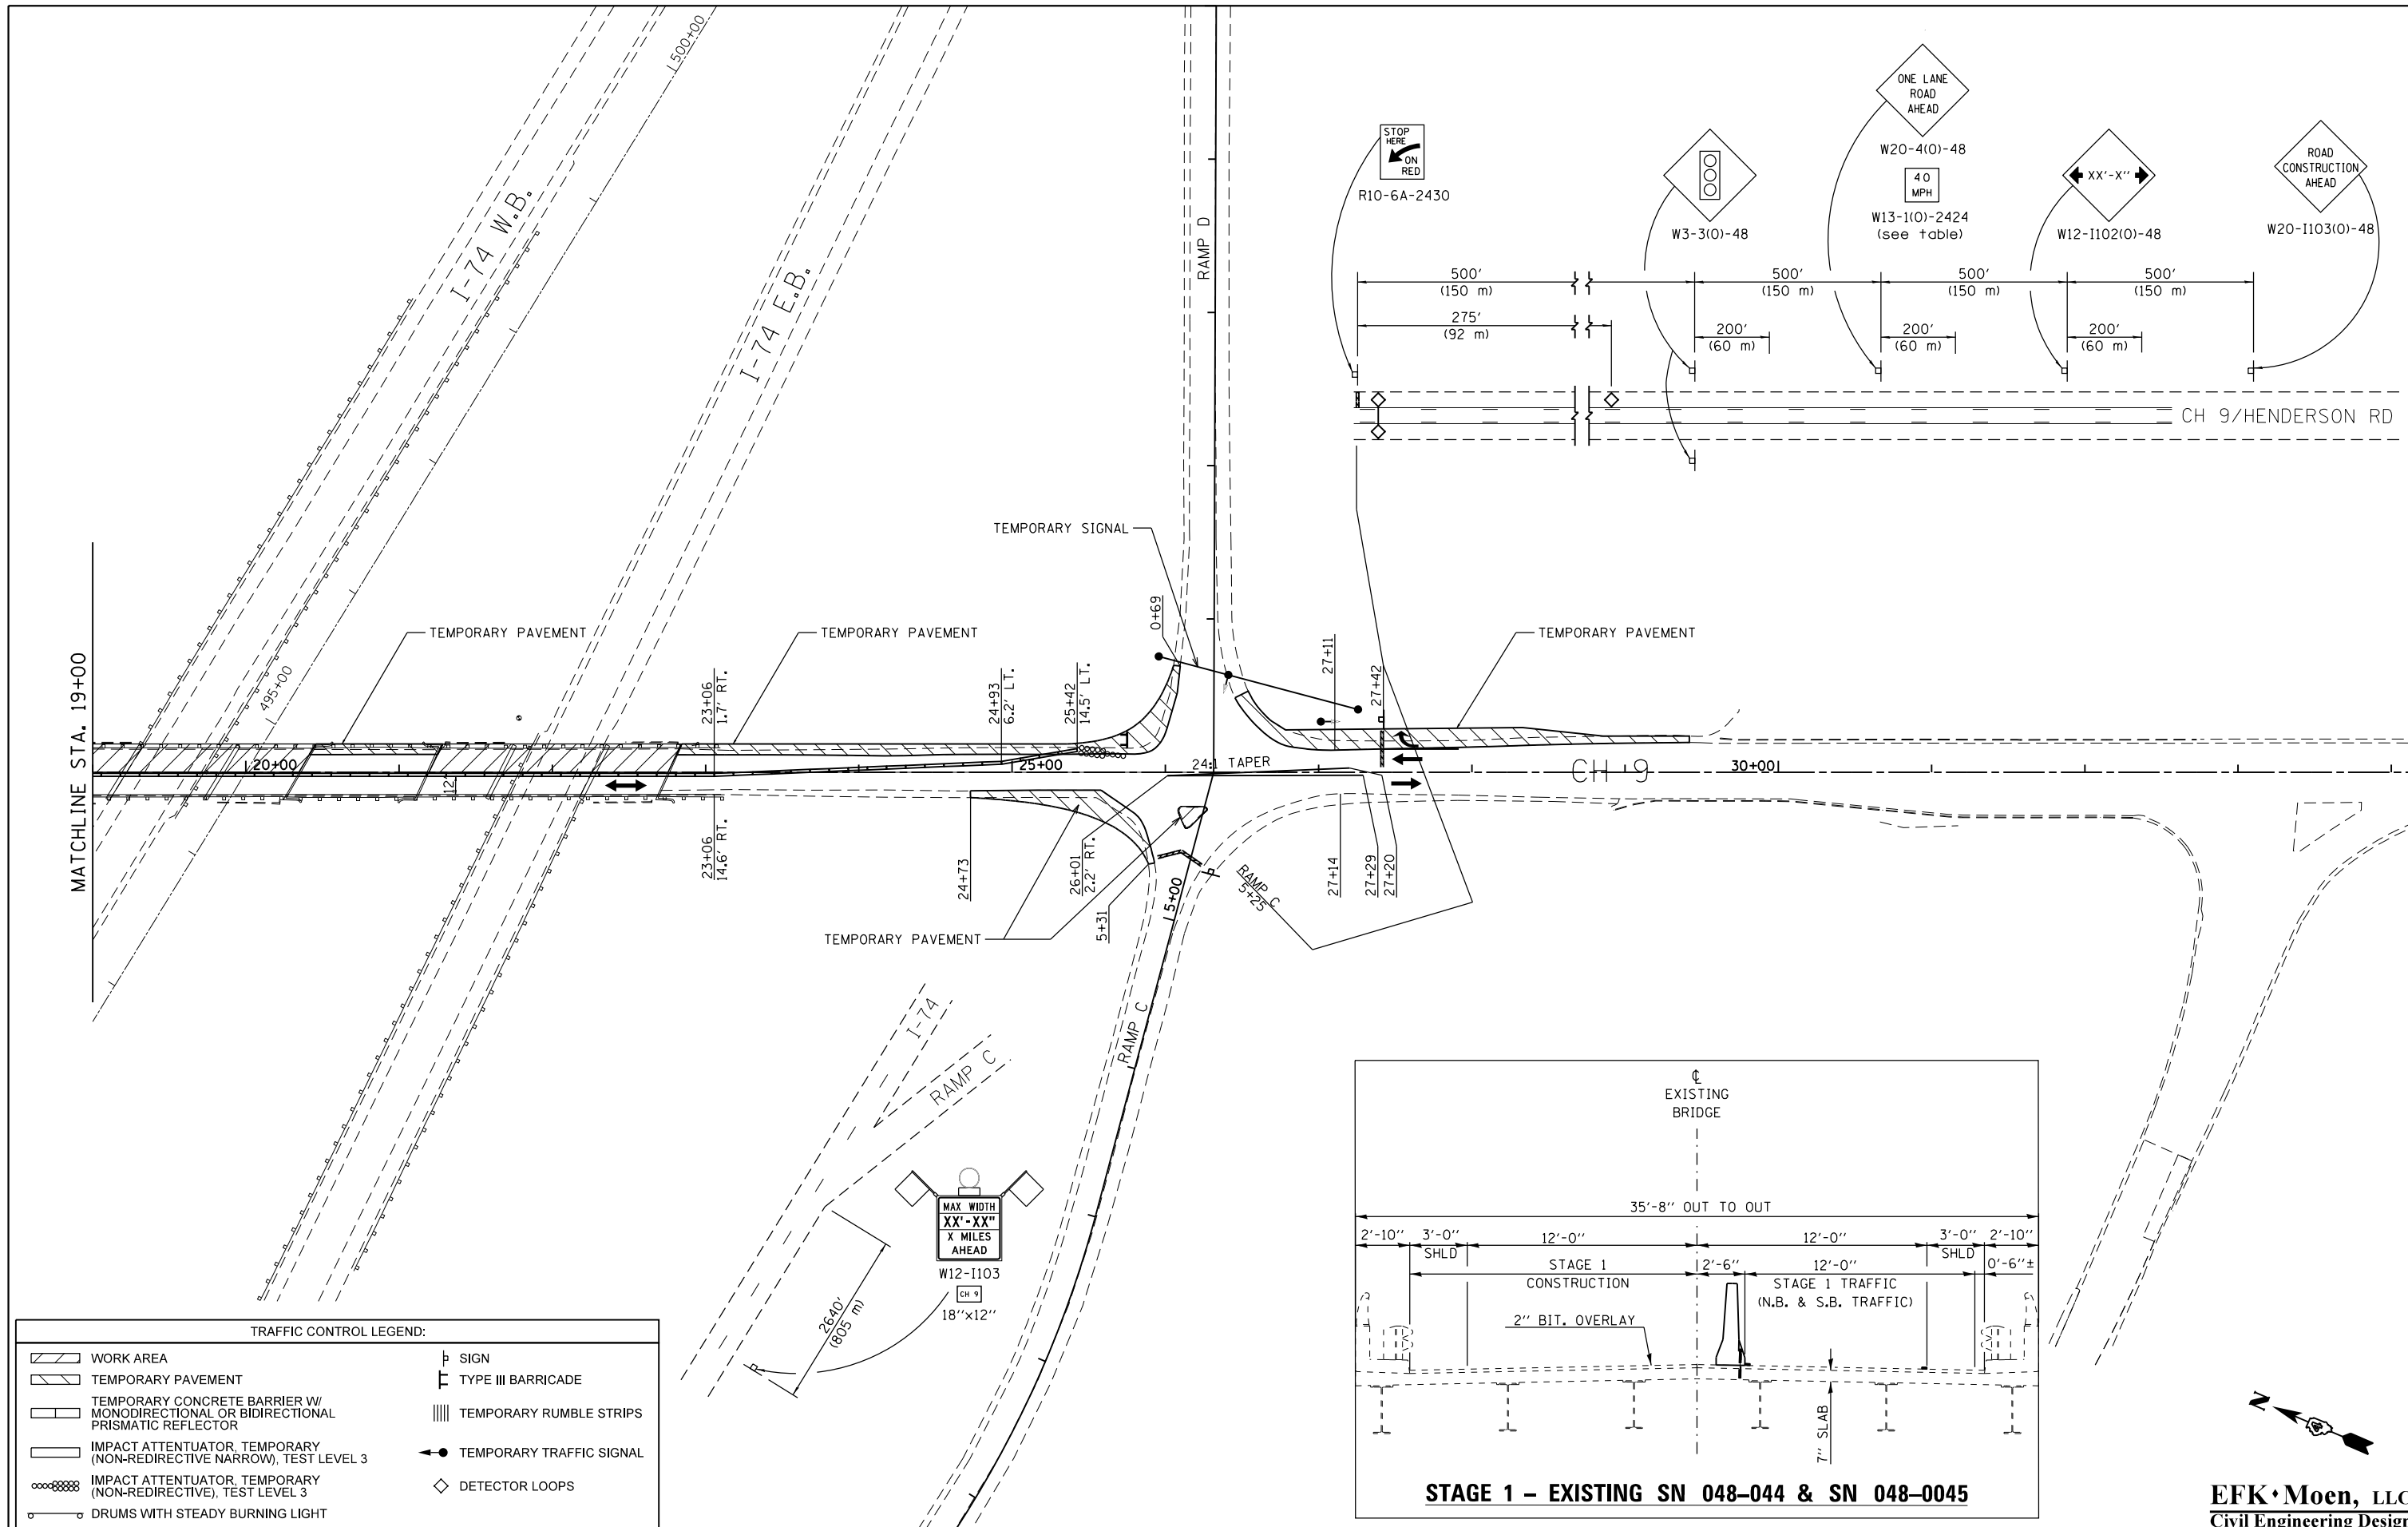 500+00
I-74 W.B.
I-74 E.B.
495+00
RAMP D
STOP
HERE
ON
RED
R10-6A-2430
W3-3(O)-48
ONE LANE
ROAD
AHEAD
W20-4(O)-48
40
MPH
W13-1(O)-2424
(see table)
XX'-X"
W12-I102(O)-48
ROAD
CONSTRUCTION
AHEAD
W20-I103(O)-48
500'
(150 m)
500'
(150 m)
500'
(150 m)
500'
(150 m)
275'
(92 m)
200'
(60 m)
200'
(60 m)
200'
(60 m)
CH 9/HENDERSON RD
TEMPORARY SIGNAL
TEMPORARY PAVEMENT
TEMPORARY PAVEMENT
TEMPORARY PAVEMENT
MATCHLINE STA. 19+00
23+06
1.7' RT.
24+93
6.2' LT.
25+42
14.5' LT.
0+69
27+11
27+42
20+00
25+00
24:1 TAPER
CH 9
30+00
12'
23+06
14.6' RT.
24+73
26+01
2.2' RT.
5+31
5+00
RAMP C
5+25
27+14
27+29
27+20
TEMPORARY PAVEMENT
RAMP C
I-74
RAMP C
MAX WIDTH
XX'-XX"
X MILES
AHEAD
W12-I103
CH 9
18"x12"
2640'
(805 m)
℄
EXISTING
BRIDGE
35'-8" OUT TO OUT
2'-10"
3'-0"
SHLD
12'-0"
12'-0"
3'-0"
SHLD
2'-10"
STAGE 1
CONSTRUCTION
2'-6"
12'-0"
STAGE 1 TRAFFIC
(N.B. & S.B. TRAFFIC)
0'-6"±
2" BIT. OVERLAY
7" SLAB
STAGE 1 – EXISTING SN 048–044 & SN 048–0045
TRAFFIC CONTROL LEGEND:
WORK AREA
TEMPORARY PAVEMENT
TEMPORARY CONCRETE BARRIER W/
MONODIRECTIONAL OR BIDIRECTIONAL
PRISMATIC REFLECTOR
IMPACT ATTENTUATOR, TEMPORARY
(NON-REDIRECTIVE NARROW), TEST LEVEL 3
IMPACT ATTENTUATOR, TEMPORARY
(NON-REDIRECTIVE), TEST LEVEL 3
DRUMS WITH STEADY BURNING LIGHT
SIGN
TYPE III BARRICADE
TEMPORARY RUMBLE STRIPS
TEMPORARY TRAFFIC SIGNAL
DETECTOR LOOPS
N
EFK•Moen, LLC
Civil Engineering Design